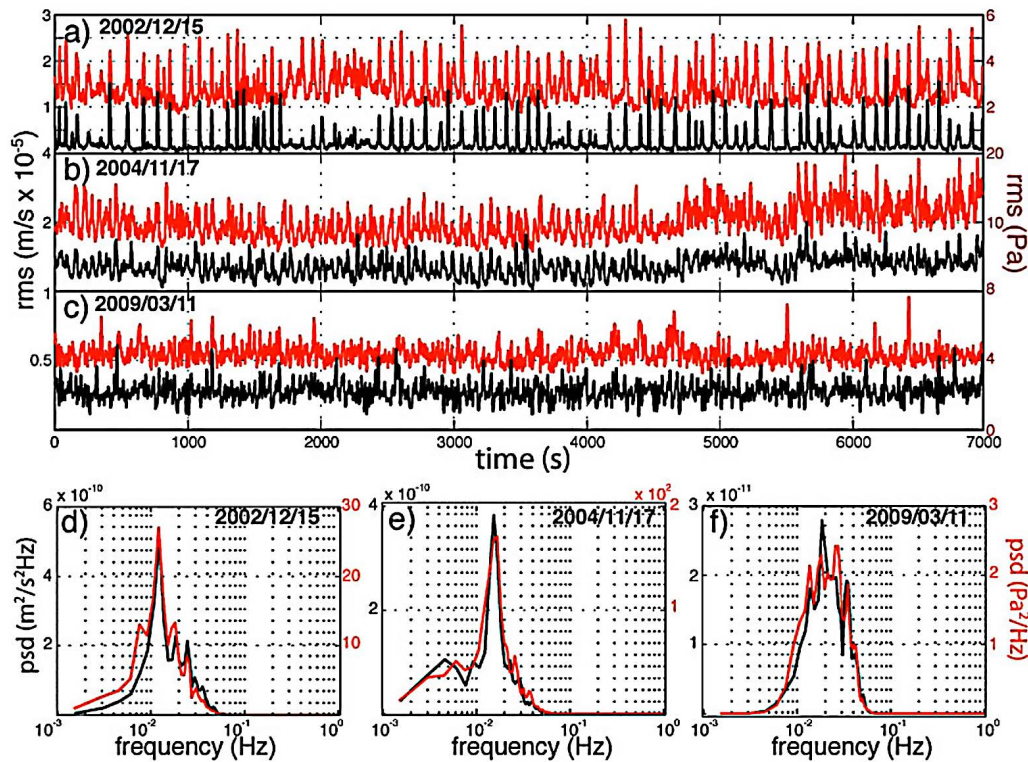 3
6
a) 2002/12/15
2
4
1
2
4
20
b) 2004/11/17
2
10
1
8
c) 2009/03/11
0.5
4
0
rms (m/s x 10-5)
rms (Pa)
0 1000 2000 3000 4000 5000 6000 7000
time (s)
x 10-10
6
30
d) 2002/12/15
4
20
2
10
psd (m2/s2Hz)
10-3 10-2 10-1 100
frequency (Hz)
x 10-10
x 102
4
2
e) 2004/11/17
2
1
10-3 10-2 10-1 100
frequency (Hz)
x 10-11
3
3
f) 2009/03/11
2
2
1
1
0
psd (Pa2/Hz)
10-3 10-2 10-1 100
frequency (Hz)